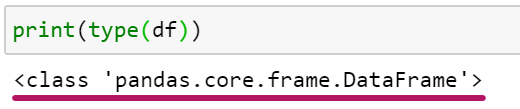 print(type(df))
<class 'pandas.core.frame.DataFrame'>